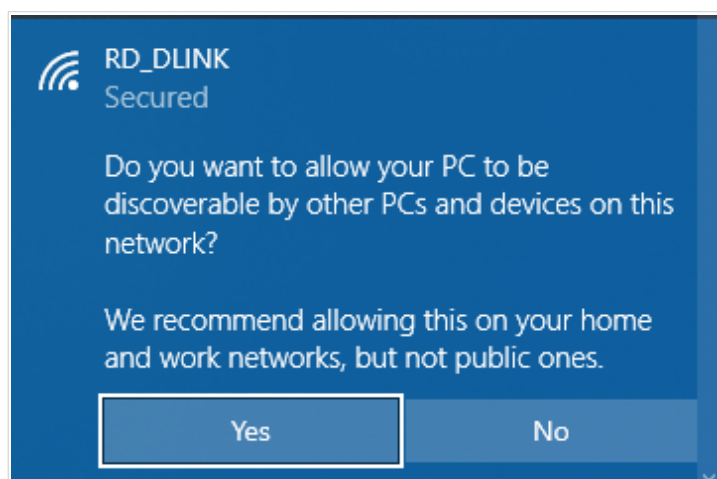 RD_DLINK
Secured
Do you want to allow your PC to be
discoverable by other PCs and devices on this
network?
We recommend allowing this on your home
and work networks, but not public ones.
Yes
No